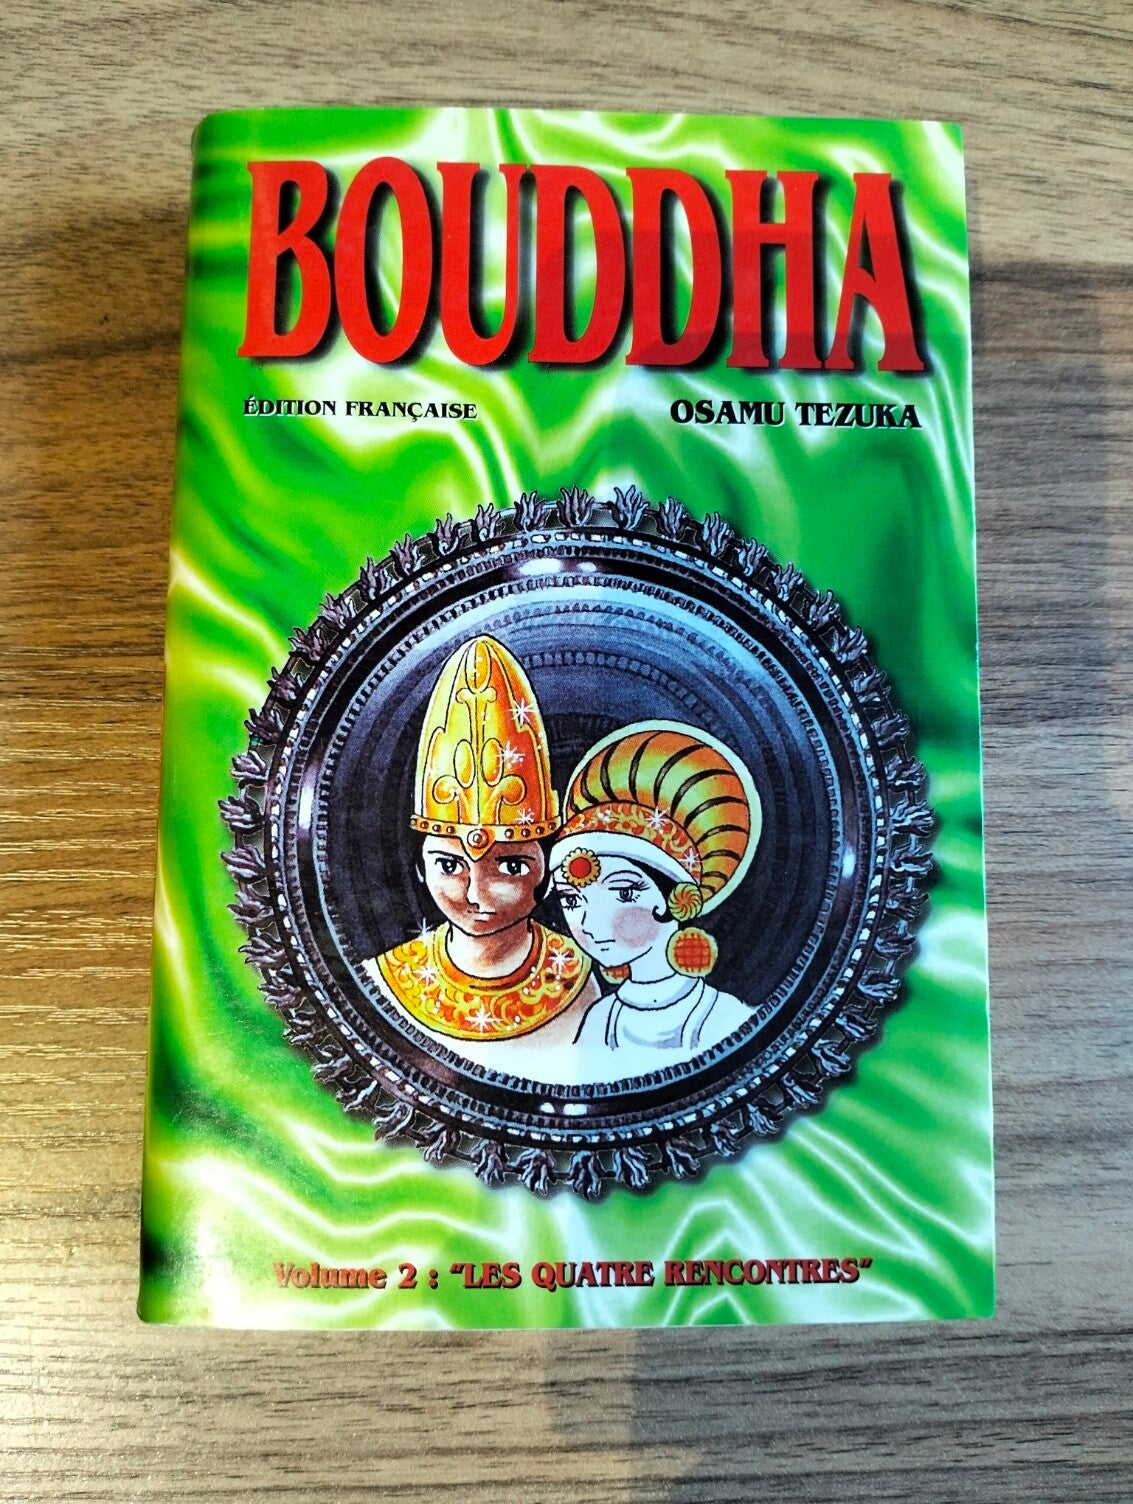 BOUDDHA
ÉDITION FRANÇAISE
OSAMU TEZUKA
Volume 2 : "LES QUATRE RENCONTRES"